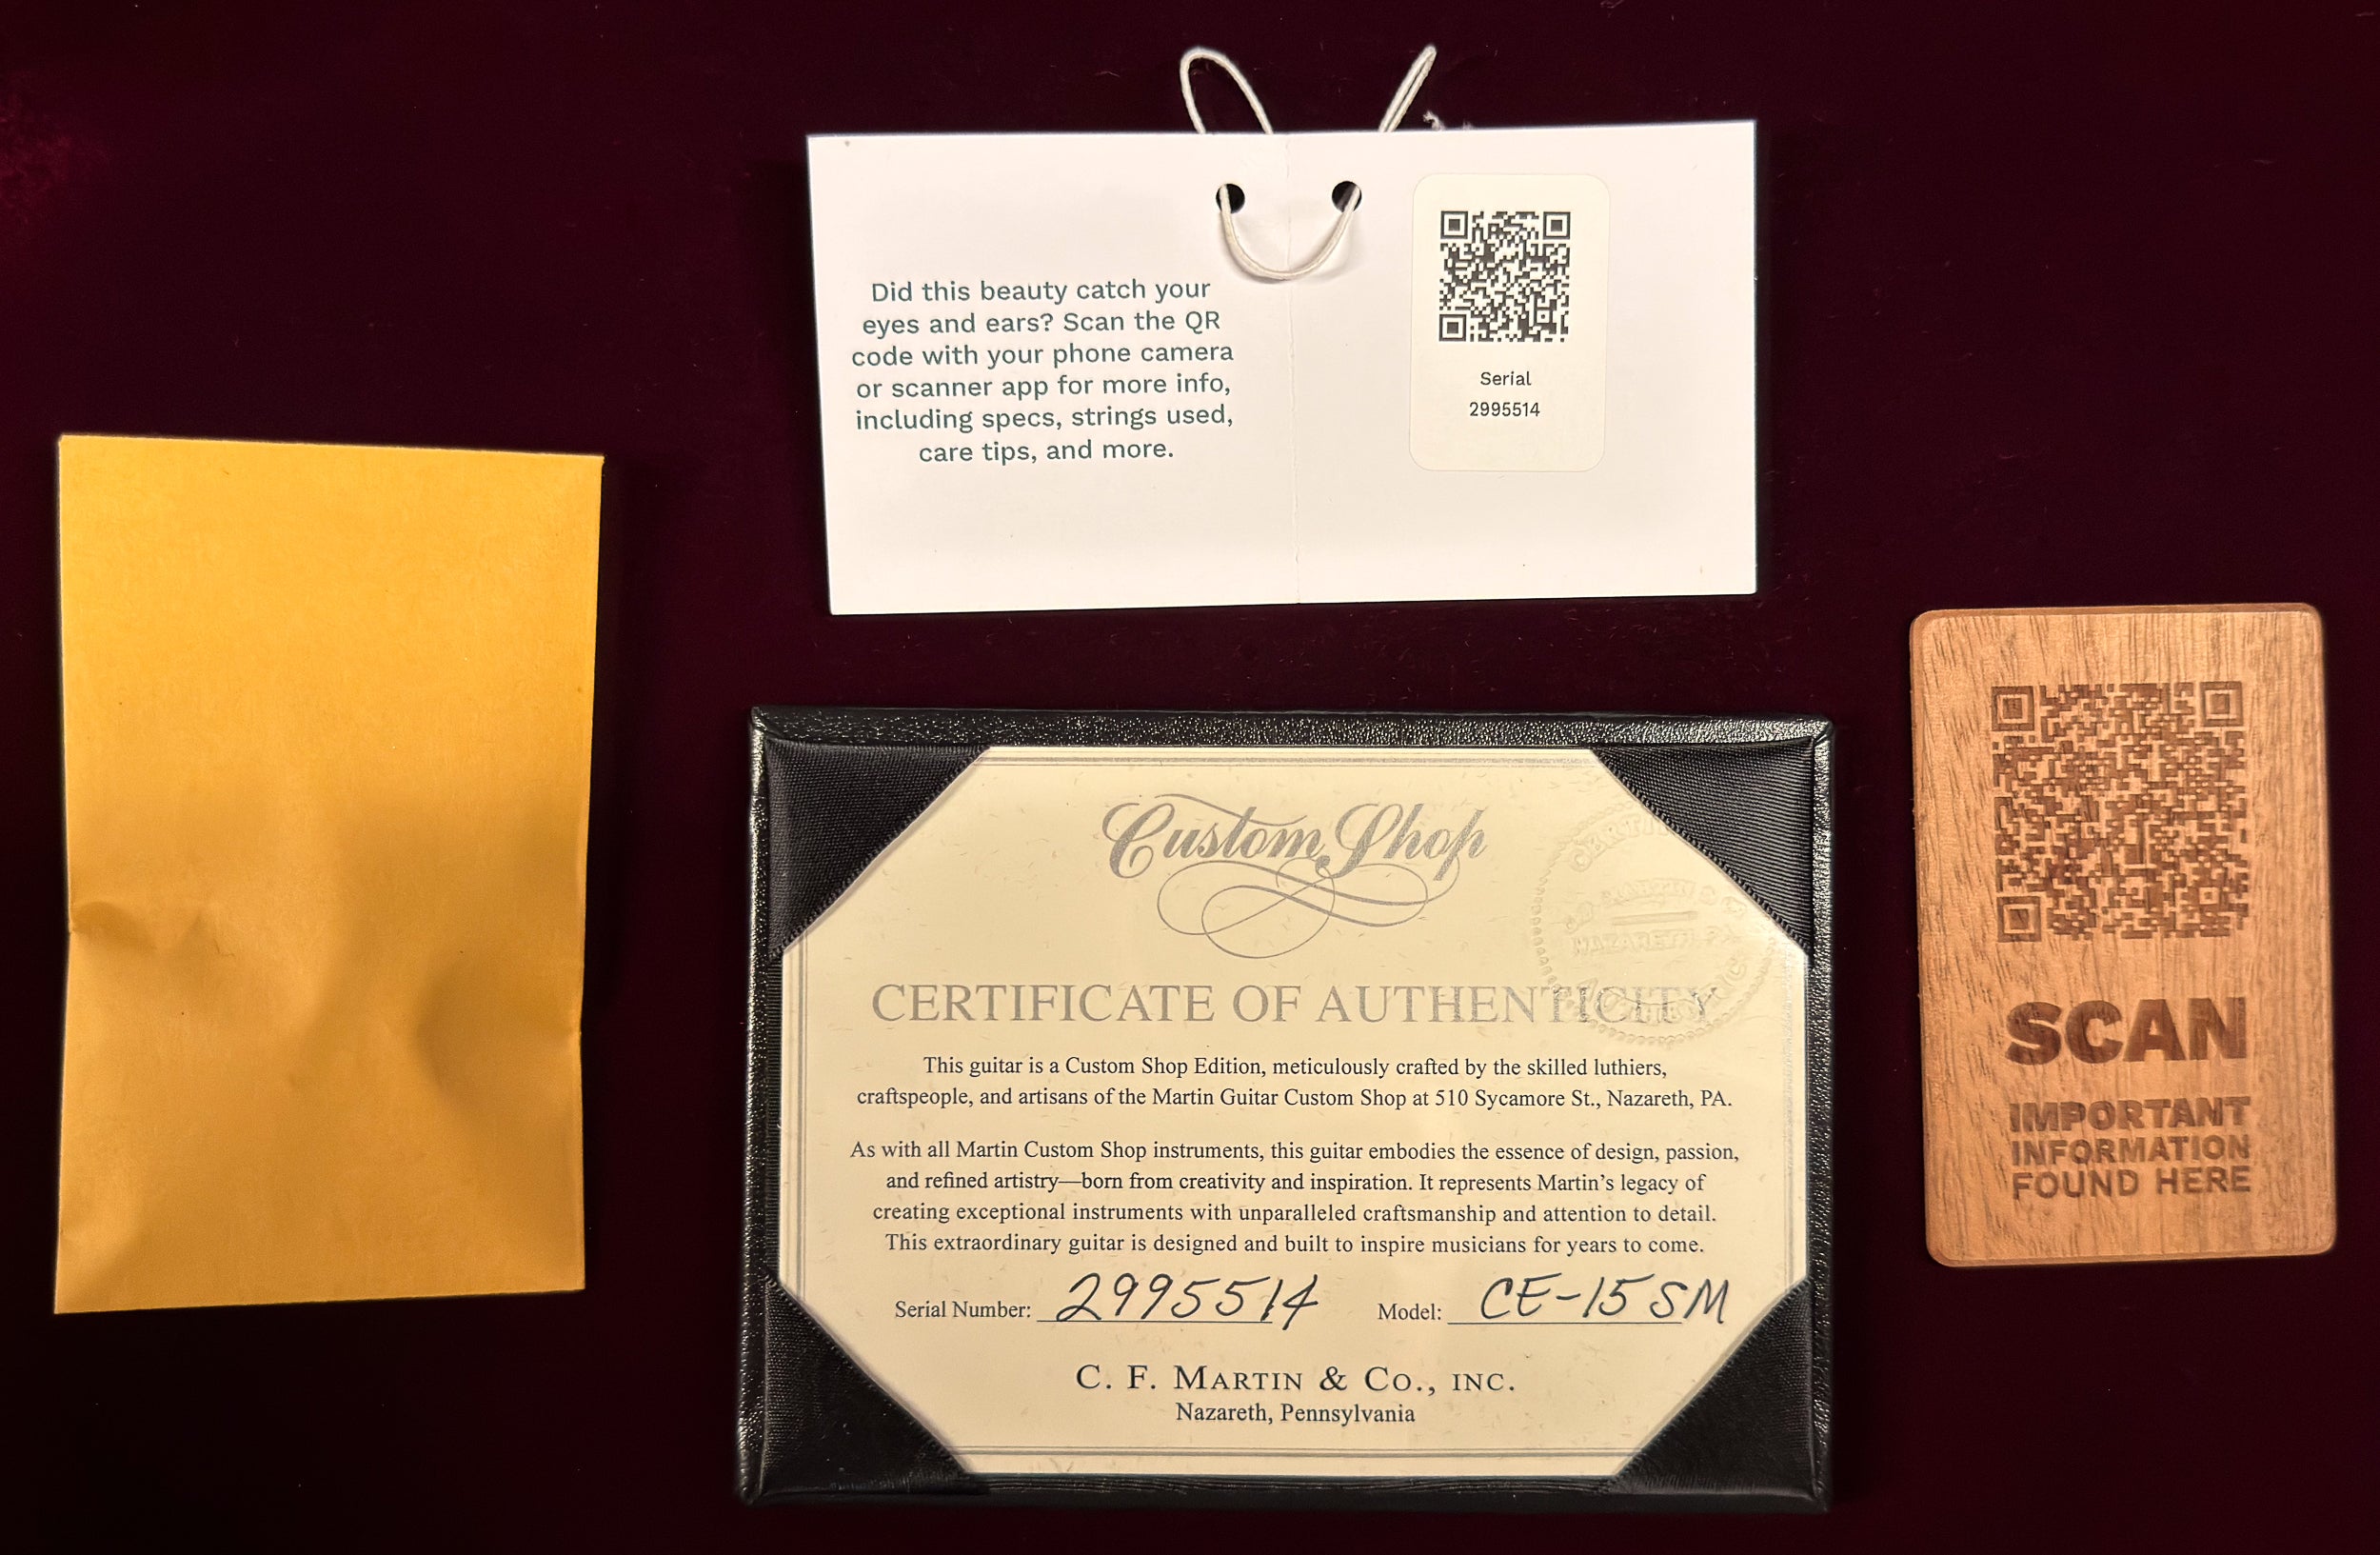 Did this beauty catch your
eyes and ears? Scan the QR
code with your phone camera
or scanner app for more info,
including specs, strings used,
care tips, and more.
Serial
2995514
Custom Shop
CERTIFICATE OF AUTHENTICITY
This guitar is a Custom Shop Edition, meticulously crafted by the skilled luthiers,
craftspeople, and artisans of the Martin Guitar Custom Shop at 510 Sycamore St., Nazareth, PA.
As with all Martin Custom Shop instruments, this guitar embodies the essence of design, passion,
and refined artistry—born from creativity and inspiration. It represents Martin's legacy of
creating exceptional instruments with unparalleled craftsmanship and attention to detail.
This extraordinary guitar is designed and built to inspire musicians for years to come.
Serial Number: 2995514 Model: CE-15 SM
C. F. MARTIN & CO., INC.
Nazareth, Pennsylvania
SCAN
IMPORTANT
INFORMATION
FOUND HERE